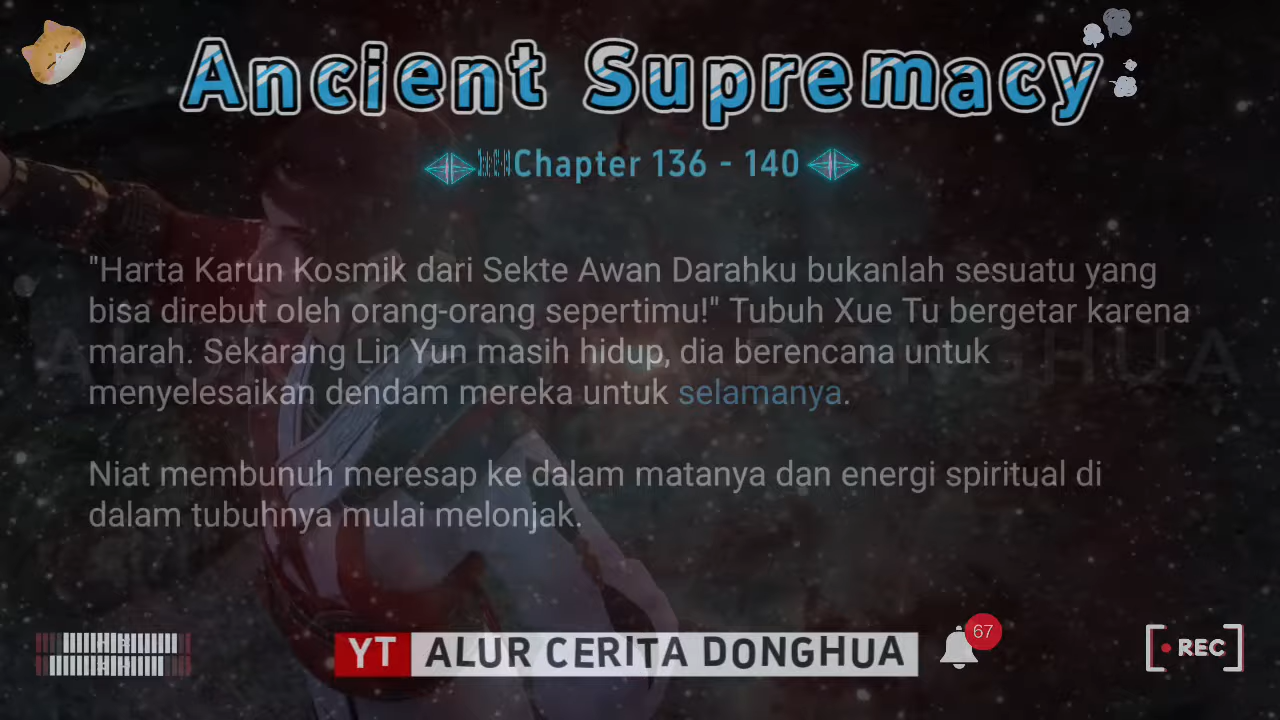 Ancient Supremacy
Chapter 136 - 140
"Harta Karun Kosmik dari Sekte Awan Darahku bukanlah sesuatu yang
bisa direbut oleh orang-orang sepertimu!" Tubuh Xue Tu bergetar karena
marah. Sekarang Lin Yun masih hidup, dia berencana untuk
menyelesaikan dendam mereka untuk selamanya.
Niat membunuh meresap ke dalam matanya dan energi spiritual di
dalam tubuhnya mulai melonjak.
YT ALUR CERITA DONGHUA
67
REC